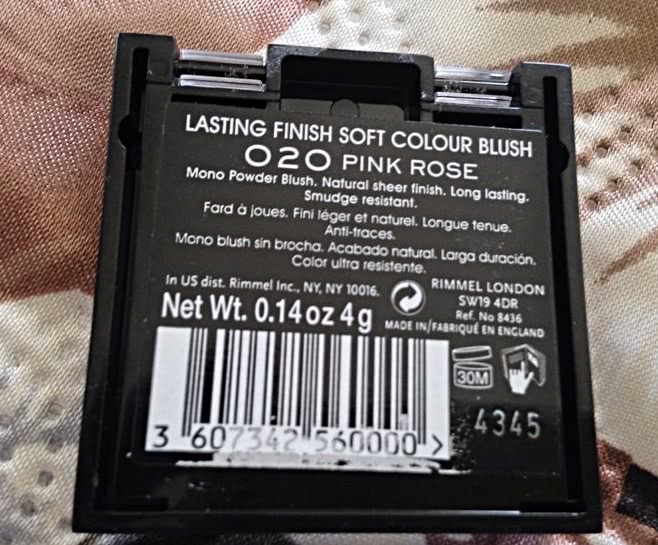 LASTING FINISH SOFT COLOUR BLUSH
020 PINK ROSE
Mono Powder Blush. Natural sheer finish. Long lasting.
Smudge resistant.
Fard à joues. Fini léger et naturel. Longue tenue.
Anti-traces.
Mono blush sin brocha. Acabado natural. Larga duración.
Color ultra resistente.
In US dist. Rimmel Inc., NY, NY 10016.
Net Wt. 0.14oz 4g
RIMMEL LONDON
SW19 4DR
Ref. No 8436
MADE IN/FABRIQUÉ EN ENGLAND
30M
4345
3 607342 560000 >